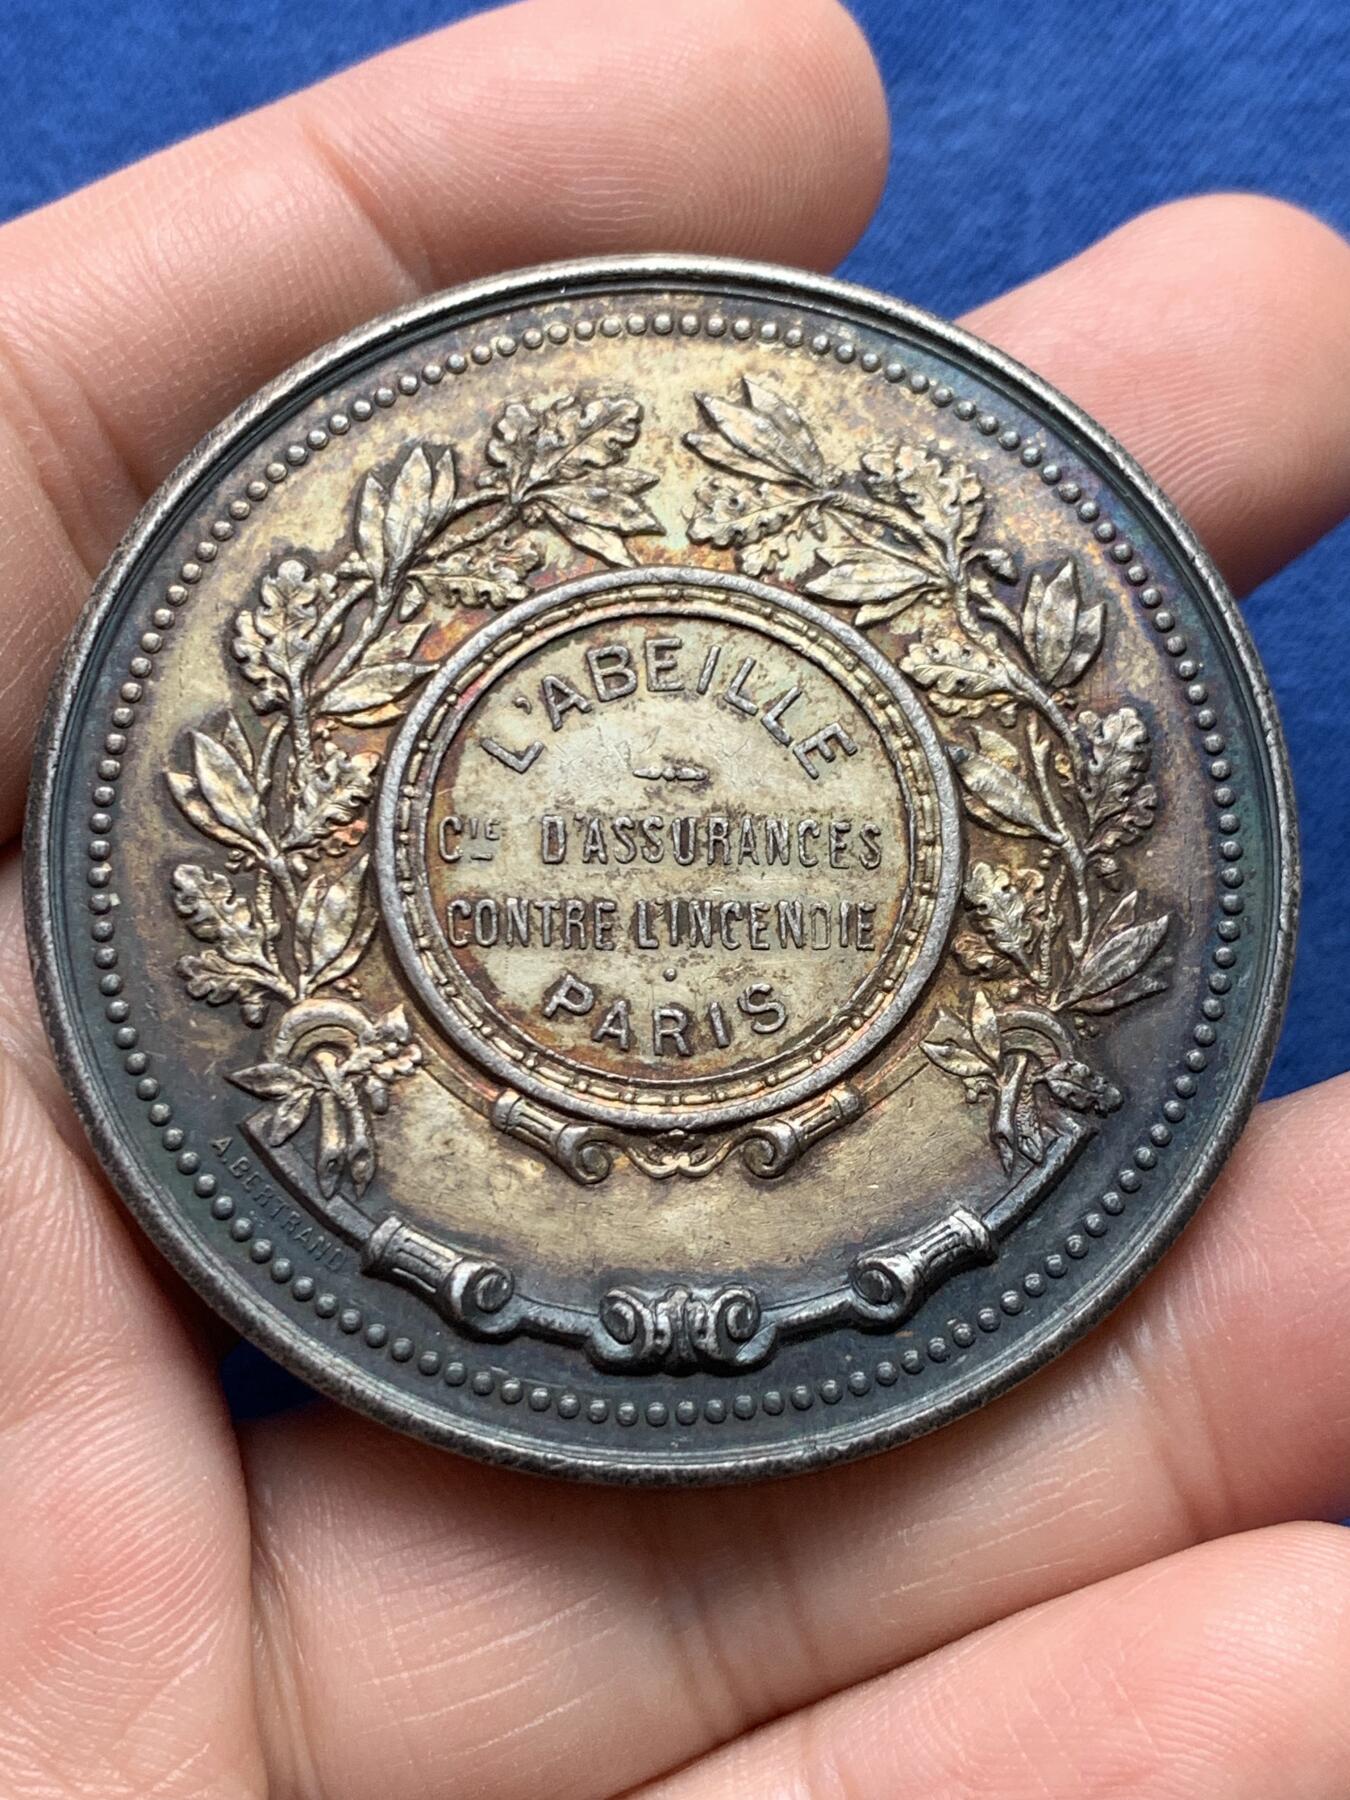 L'ABEILLE
CIE D'ASSURANCES
CONTRE L'INCENDIE
PARIS
A.BERTRAND